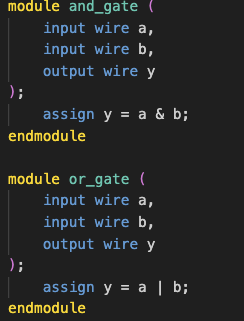 module and_gate (
    input wire a,
    input wire b,
    output wire y
);
    assign y = a & b;
endmodule

module or_gate (
    input wire a,
    input wire b,
    output wire y
);
    assign y = a | b;
endmodule